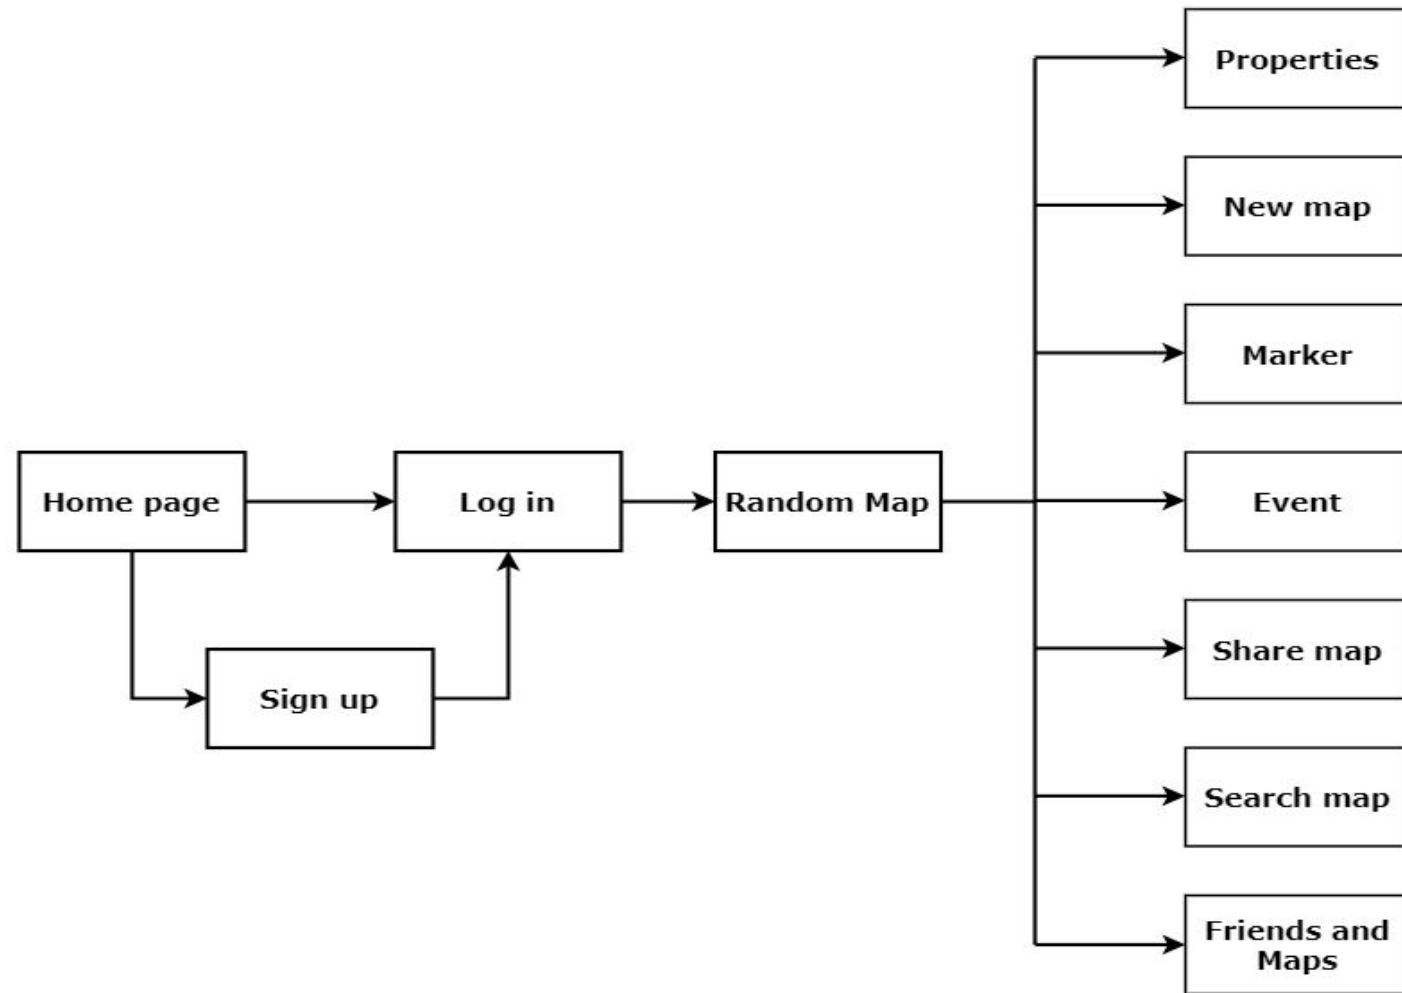 Properties
New map
Marker
Home page
Log in
Random Map
Event
Sign up
Share map
Search map
Friends and
Maps